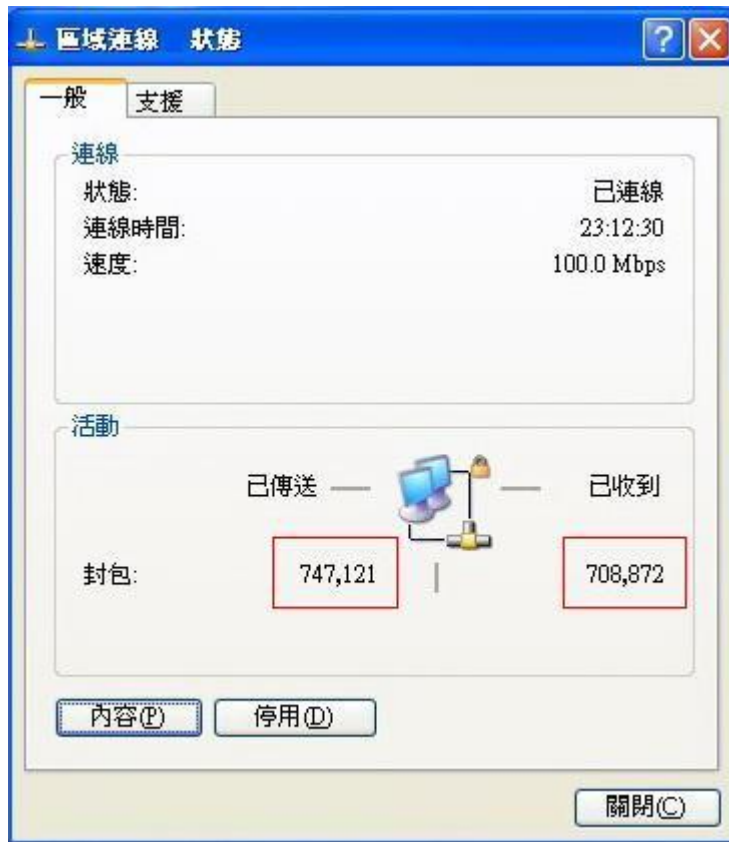 區域連線 狀態
一般 支援
連線
狀態: 已連線
連線時間: 23:12:30
速度: 100.0 Mbps
活動
已傳送 — — 已收到
封包: 747,121 | 708,872
內容(P) 停用(D)
關閉(C)